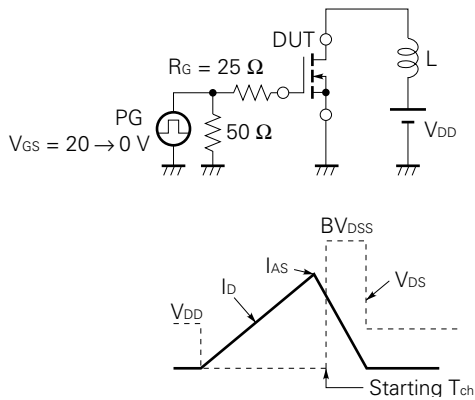 DUT
RG = 25 Ω
L
PG
50 Ω
VDD
VGS = 20 → 0 V
BVDSS
IAS
ID
VDS
VDD
Starting Tch